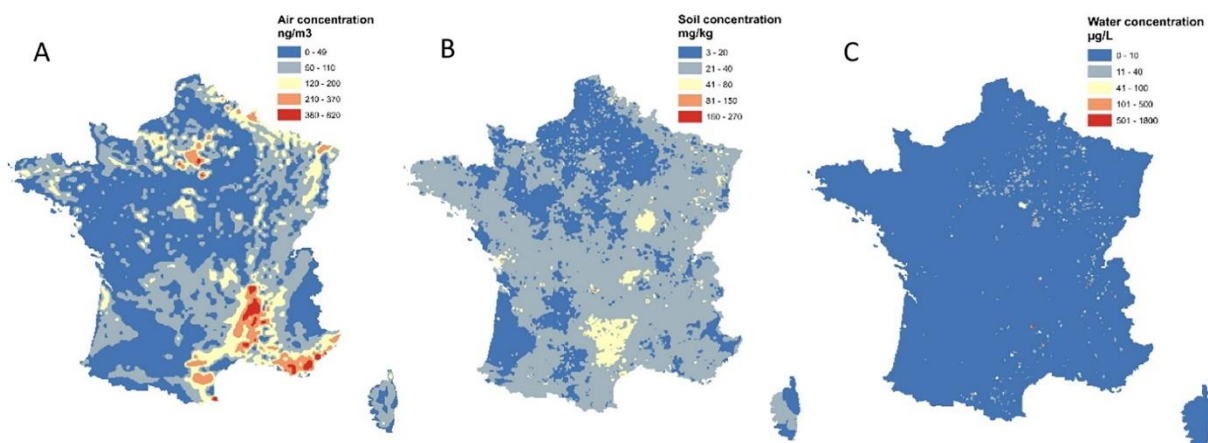 A
Air concentration
ng/m3
0 - 49
50 - 110
120 - 200
210 - 370
380 - 820
B
Soil concentration
mg/kg
3 - 20
21 - 40
41 - 80
81 - 150
160 - 270
C
Water concentration
µg/L
0 - 10
11 - 40
41 - 100
101 - 500
501 - 1800